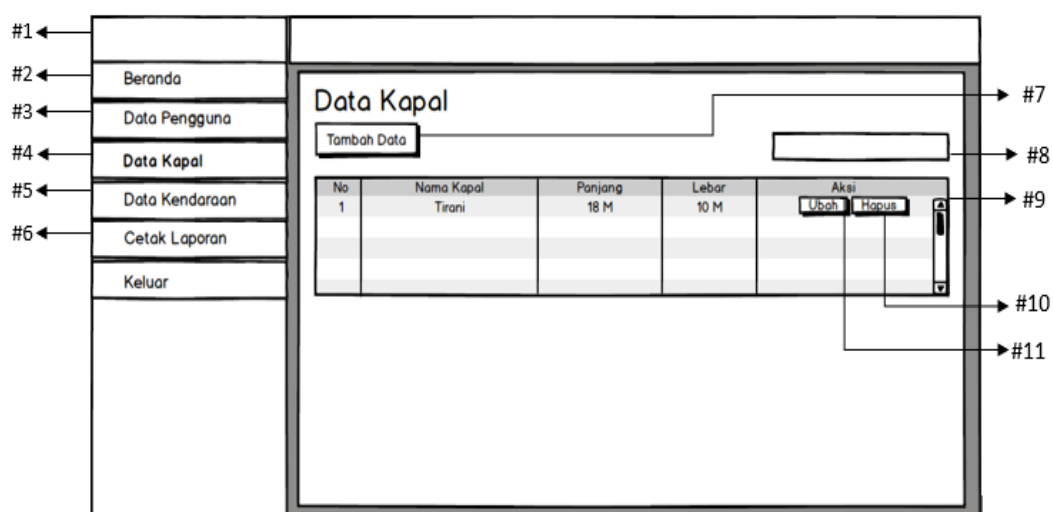 #1
#2
Beranda
#3
Data Pengguna
#4
Data Kapal
#5
Data Kendaraan
#6
Cetak Laporan
Keluar
Data Kapal
Tambah Data
#7
#8
No Nama Kapal Panjang Lebar Aksi
1 Tirani 18 M 10 M Ubah Hapus
#9
#10
#11